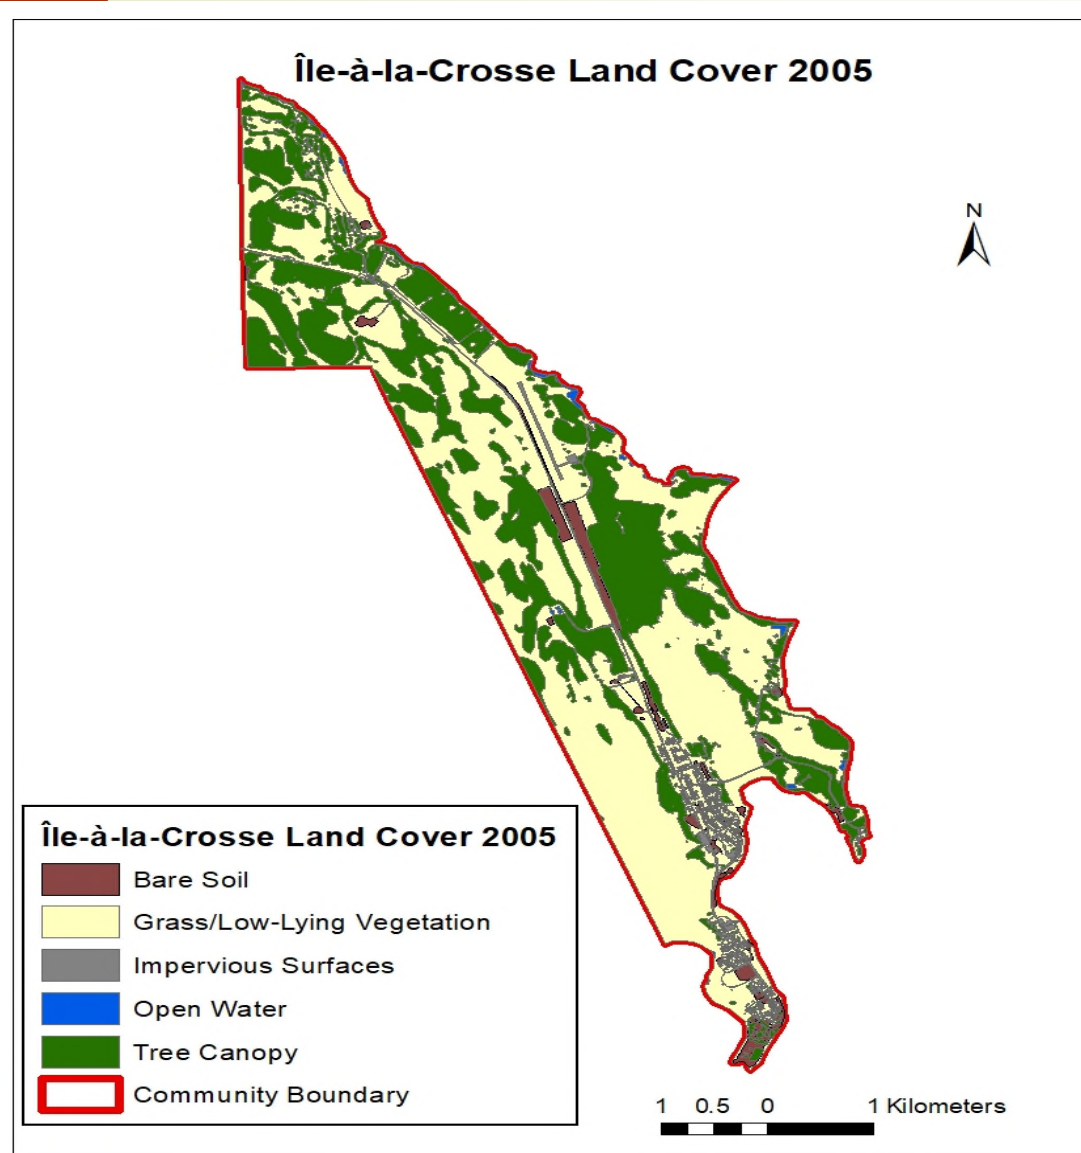 Île-à-la-Crosse Land Cover 2005
N
Île-à-la-Crosse Land Cover 2005
Bare Soil
Grass/Low-Lying Vegetation
Impervious Surfaces
Open Water
Tree Canopy
Community Boundary
1 0.5 0 1 Kilometers